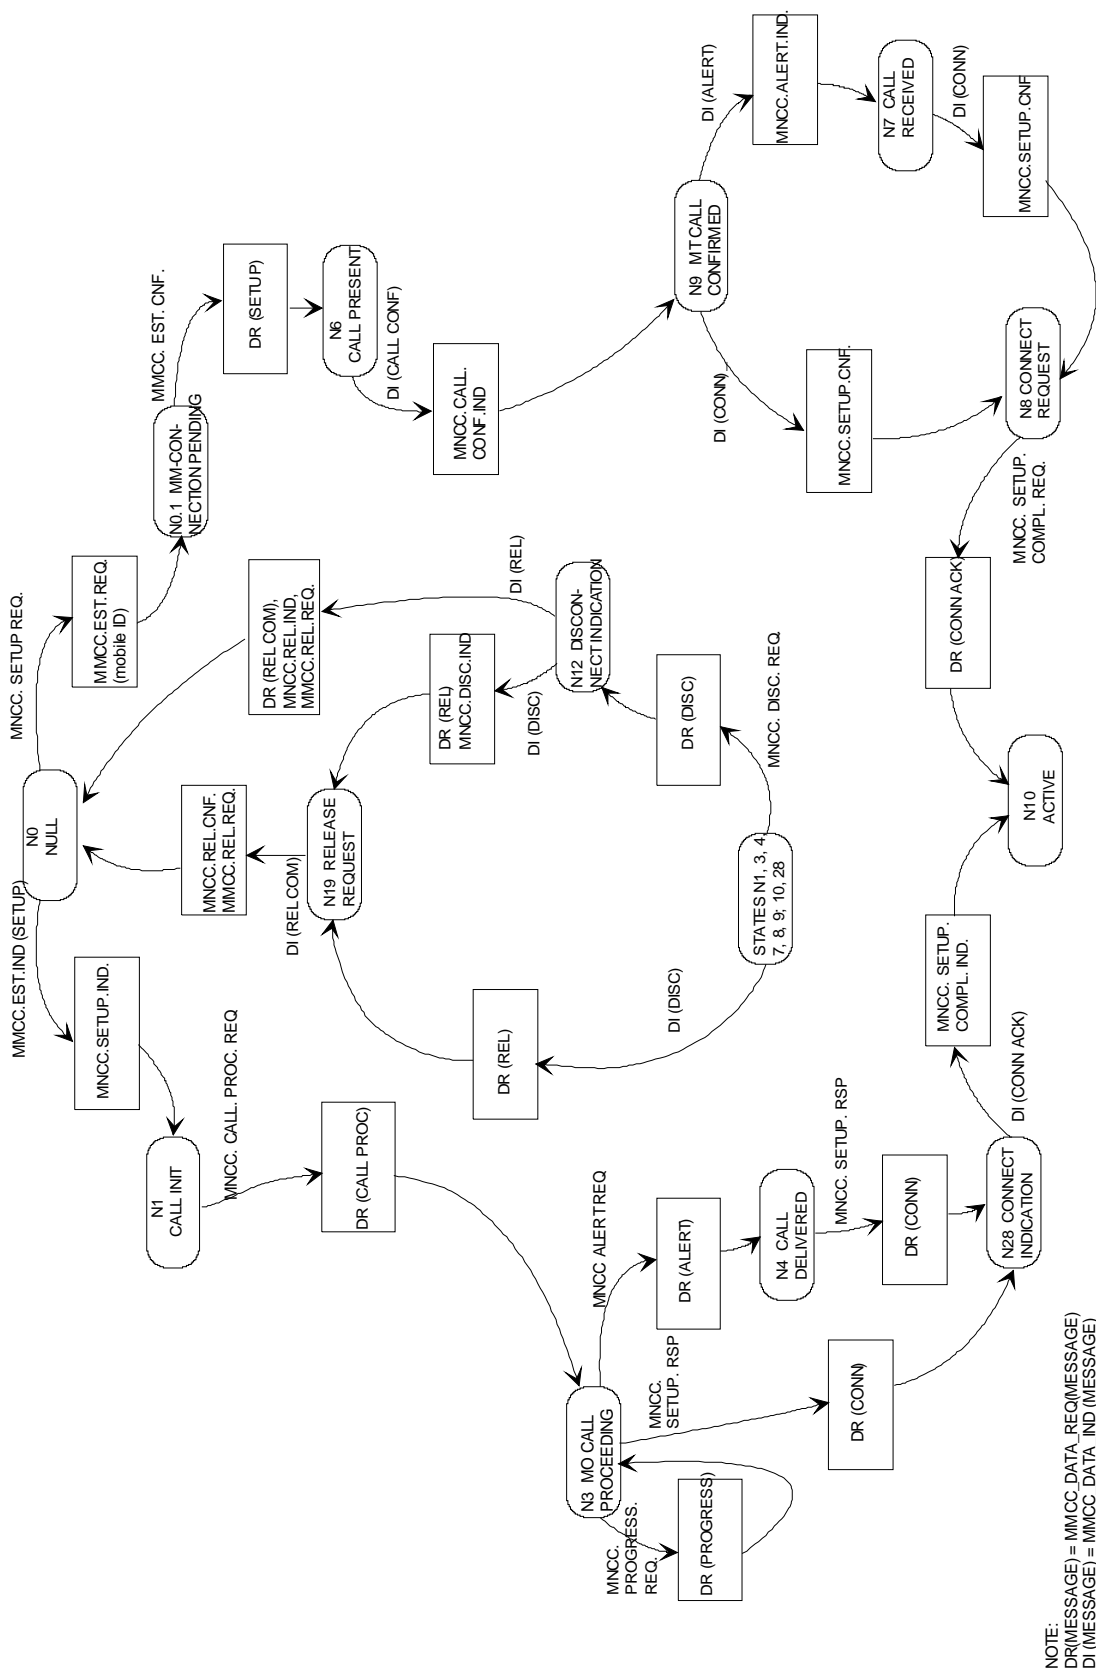 N0
NULL
MNCC. SETUP REQ.
MMCC.EST.REQ.
(mobile ID)
N0.1 MM-CON-
NECTION PENDING
MMCC. EST. CNF.
DR (SETUP)
N6
CALL PRESENT
DI (CALL CONF)
MNCC.CALL.
CONF.IND
N9 MT CALL
CONFIRMED
DI (ALERT)
MNCC.ALERT.IND.
N7 CALL
RECEIVED
DI (CONN)
MNCC.SETUP.CNF
DI (CONN)
MNCC.SETUP.CNF.
N8 CONNECT
REQUEST
MNCC. SETUP.
COMPL. REQ.
DR (CONN ACK)
N10
ACTIVE
MMCC.EST.IND (SETUP)
MNCC.SETUP.IND.
N1
CALL INIT
MNCC. CALL. PROC. REQ
DR (CALL PROC)
N3 MO CALL
PROCEEDING
MNCC.
PROGRESS.
REQ.
DR (PROGRESS)
MNCC ALERT REQ
DR (ALERT)
N4 CALL
DELIVERED
MNCC. SETUP. RSP
DR (CONN)
MNCC.
SETUP. RSP
DR (CONN)
N28 CONNECT
INDICATION
DI (CONN ACK)
MNCC. SETUP.
COMPL. IND.
MNCC.REL.CNF.
MMCC.REL.REQ.
DI (REL COM)
N19 RELEASE
REQUEST
DR (REL COM),
MNCC.REL.IND,
MMCC.REL.REQ.
DI (REL)
DR (REL)
MNCC.DISC.IND
DI (DISC)
N12 DISCON-
NECT INDICATION
DR (DISC)
MNCC. DISC. REQ.
STATES N1, 3, 4,
7, 8, 9, 10, 28
DI (DISC)
DR (REL)
NOTE:
DR(MESSAGE) = MMCC_DATA_REQ(MESSAGE)
DI (MESSAGE) = MMCC_DATA_IND (MESSAGE)